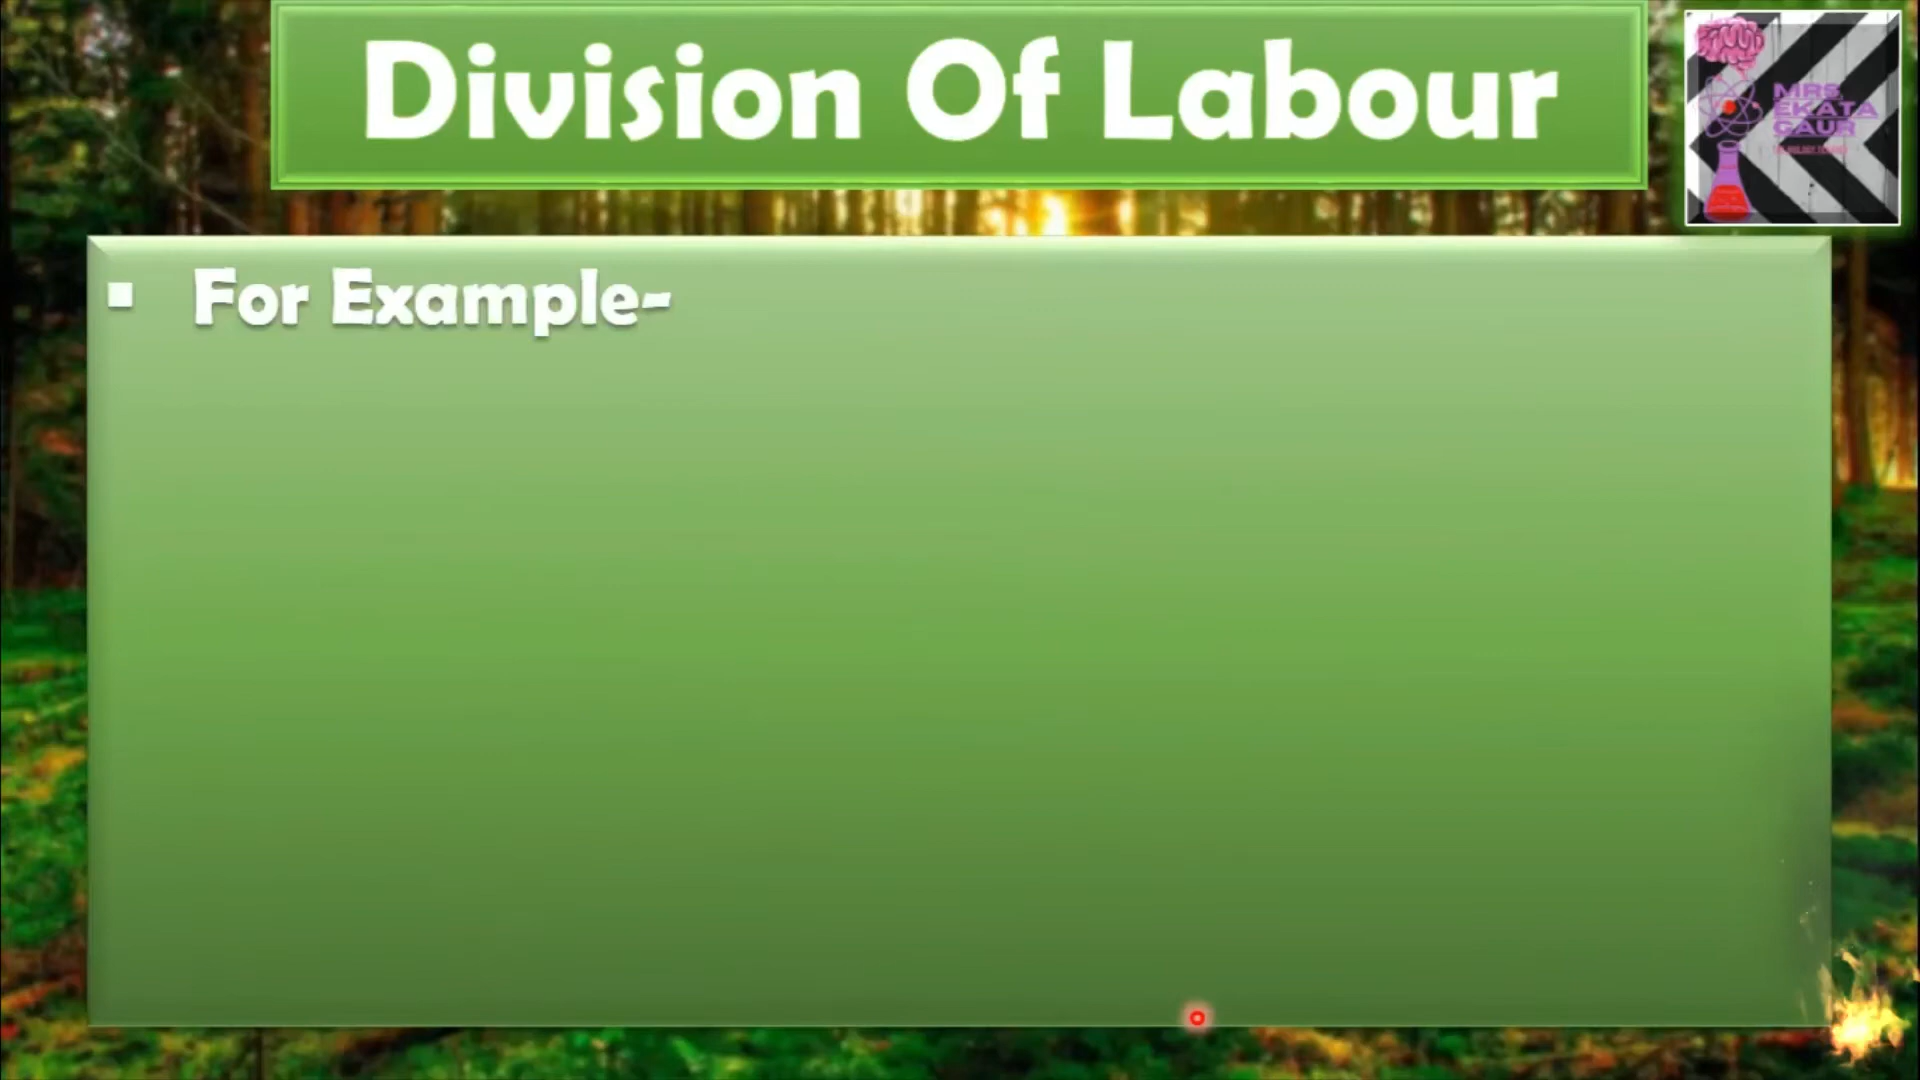 Division Of Labour
MRS.
EKATA
GAUR
▪ For Example-